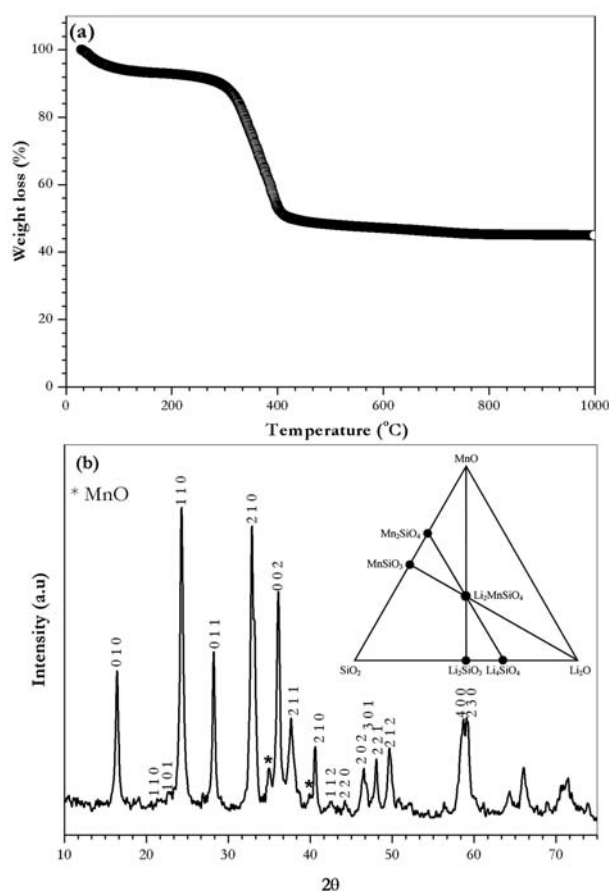 (a)
100
80
60
40
20
0
Weight loss (%)
0 200 400 600 800 1000
Temperature (°C)
(b)
* MnO
Intensity (a.u)
0 1 0
1 1 0
1 0 1
1 1 0
0 1 1
2 1 0
*
0 0 2
2 1 1
*
2 1 0
1 1 2
2 2 0
2 0 2
3 0 1
2 2 1
2 1 2
4 0 0
2 3 0
MnO
Mn₂SiO₄
MnSiO₃
Li₂MnSiO₄
SiO₂ Li₂SiO₃ Li₄SiO₄ Li₂O
10 20 30 40 50 60 70
2θ